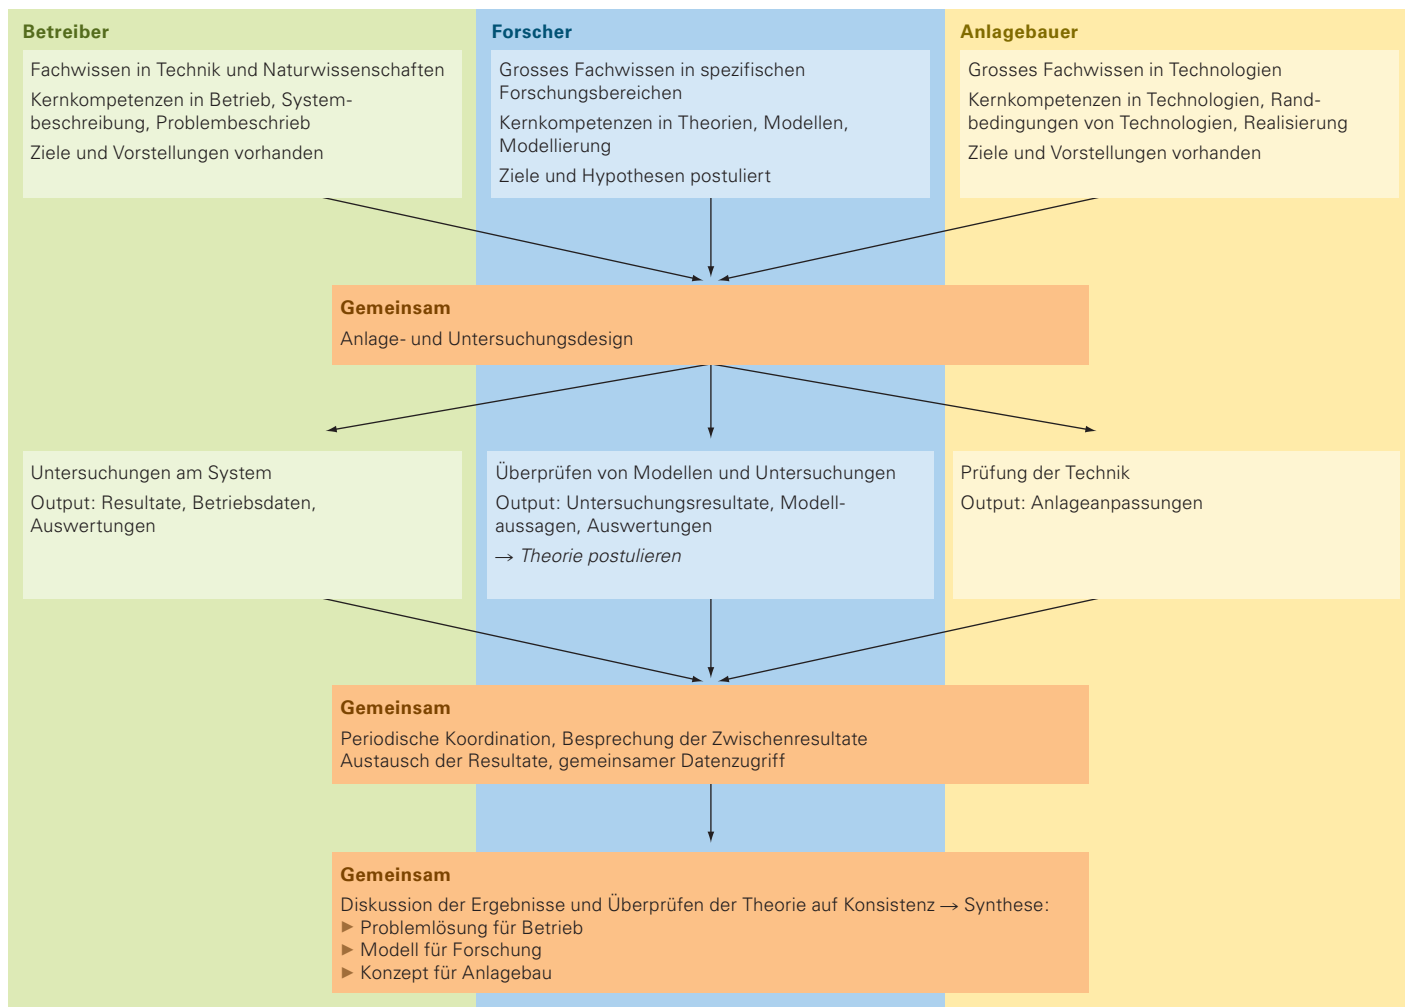 Betreiber
Fachwissen in Technik und Naturwissenschaften
Kernkompetenzen in Betrieb, System-
beschreibung, Problembeschrieb
Ziele und Vorstellungen vorhanden
Forscher
Grosses Fachwissen in spezifischen
Forschungsbereichen
Kernkompetenzen in Theorien, Modellen,
Modellierung
Ziele und Hypothesen postuliert
Anlagebauer
Grosses Fachwissen in Technologien
Kernkompetenzen in Technologien, Rand-
bedingungen von Technologien, Realisierung
Ziele und Vorstellungen vorhanden
Gemeinsam
Anlage- und Untersuchungsdesign
Untersuchungen am System
Output: Resultate, Betriebsdaten,
Auswertungen
Überprüfen von Modellen und Untersuchungen
Output: Untersuchungsresultate, Modell-
aussagen, Auswertungen
→ Theorie postulieren
Prüfung der Technik
Output: Anlageanpassungen
Gemeinsam
Periodische Koordination, Besprechung der Zwischenresultate
Austausch der Resultate, gemeinsamer Datenzugriff
Gemeinsam
Diskussion der Ergebnisse und Überprüfen der Theorie auf Konsistenz → Synthese:
► Problemlösung für Betrieb
► Modell für Forschung
► Konzept für Anlagebau